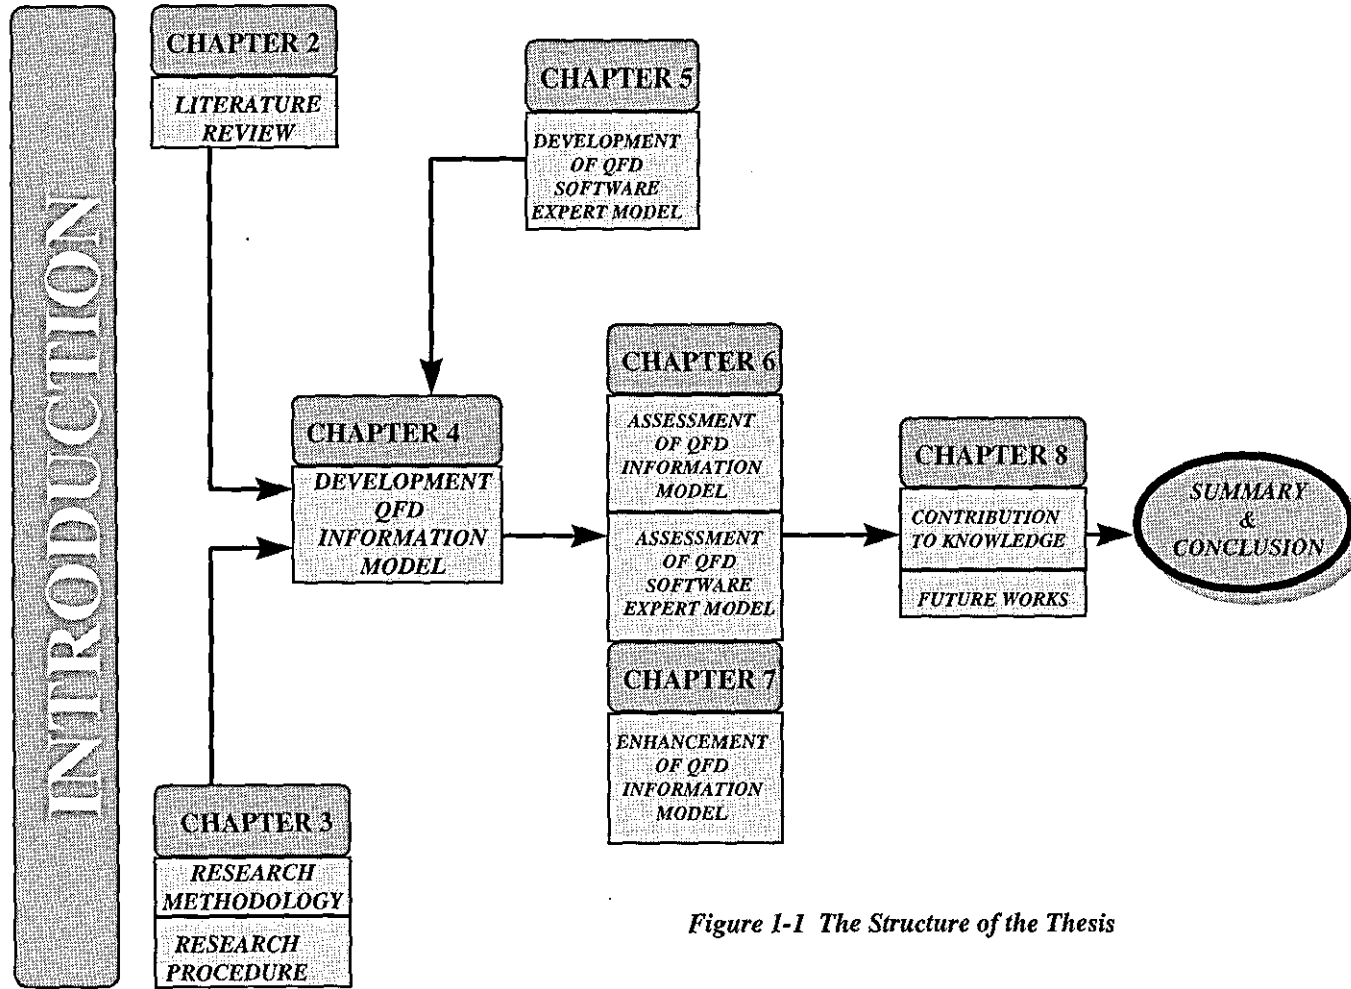 INTRODUCTION
CHAPTER 2
LITERATURE
REVIEW
CHAPTER 5
DEVELOPMENT
OF QFD
SOFTWARE
EXPERT MODEL
CHAPTER 4
DEVELOPMENT
QFD
INFORMATION
MODEL
CHAPTER 3
RESEARCH
METHODOLOGY
RESEARCH
PROCEDURE
CHAPTER 6
ASSESSMENT
OF QFD
INFORMATION
MODEL
ASSESSMENT
OF QFD
SOFTWARE
EXPERT MODEL
CHAPTER 7
ENHANCEMENT
OF QFD
INFORMATION
MODEL
CHAPTER 8
CONTRIBUTION
TO KNOWLEDGE
FUTURE WORKS
SUMMARY
&
CONCLUSION
Figure 1-1 The Structure of the Thesis